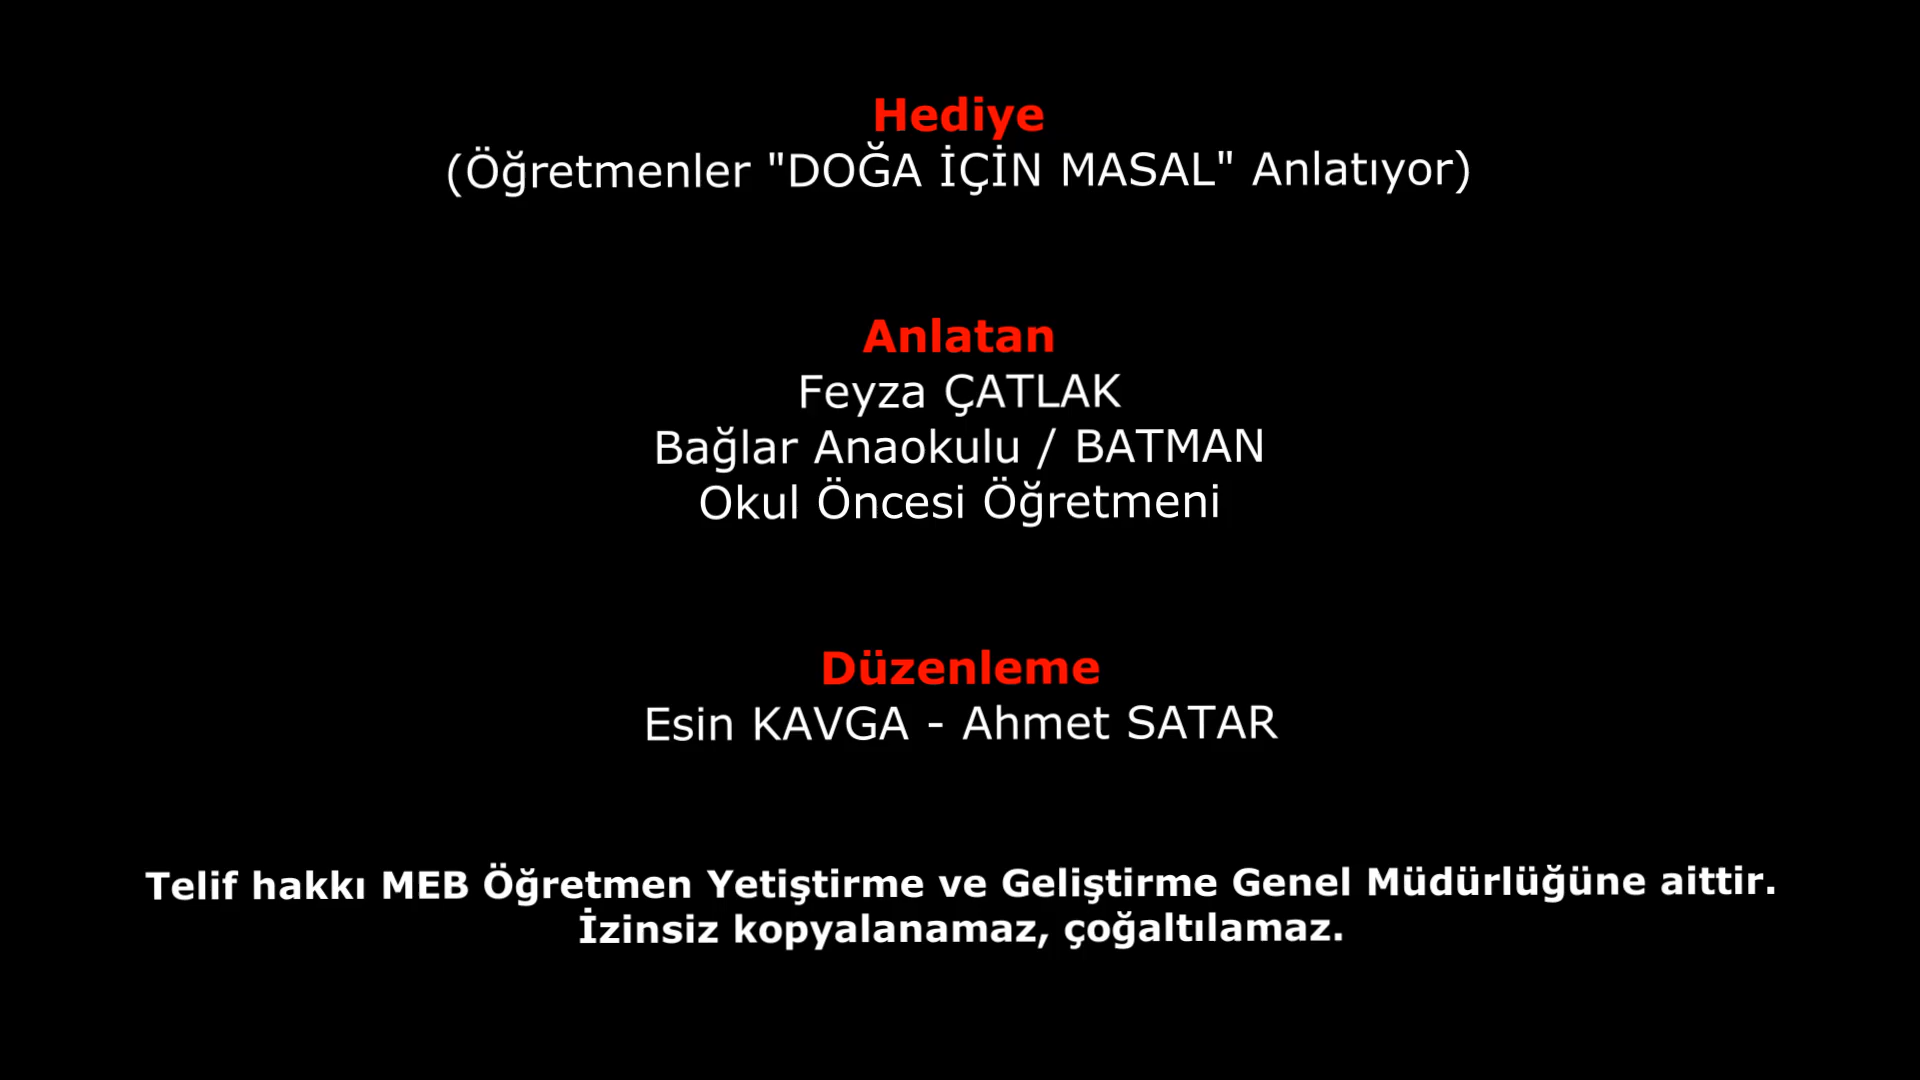 Hediye
(Öğretmenler "DOĞA İÇİN MASAL" Anlatıyor)
Anlatan
Feyza ÇATLAK
Bağlar Anaokulu / BATMAN
Okul Öncesi Öğretmeni
Düzenleme
Esin KAVGA - Ahmet SATAR
Telif hakkı MEB Öğretmen Yetiştirme ve Geliştirme Genel Müdürlüğüne aittir.
İzinsiz kopyalanamaz, çoğaltılamaz.